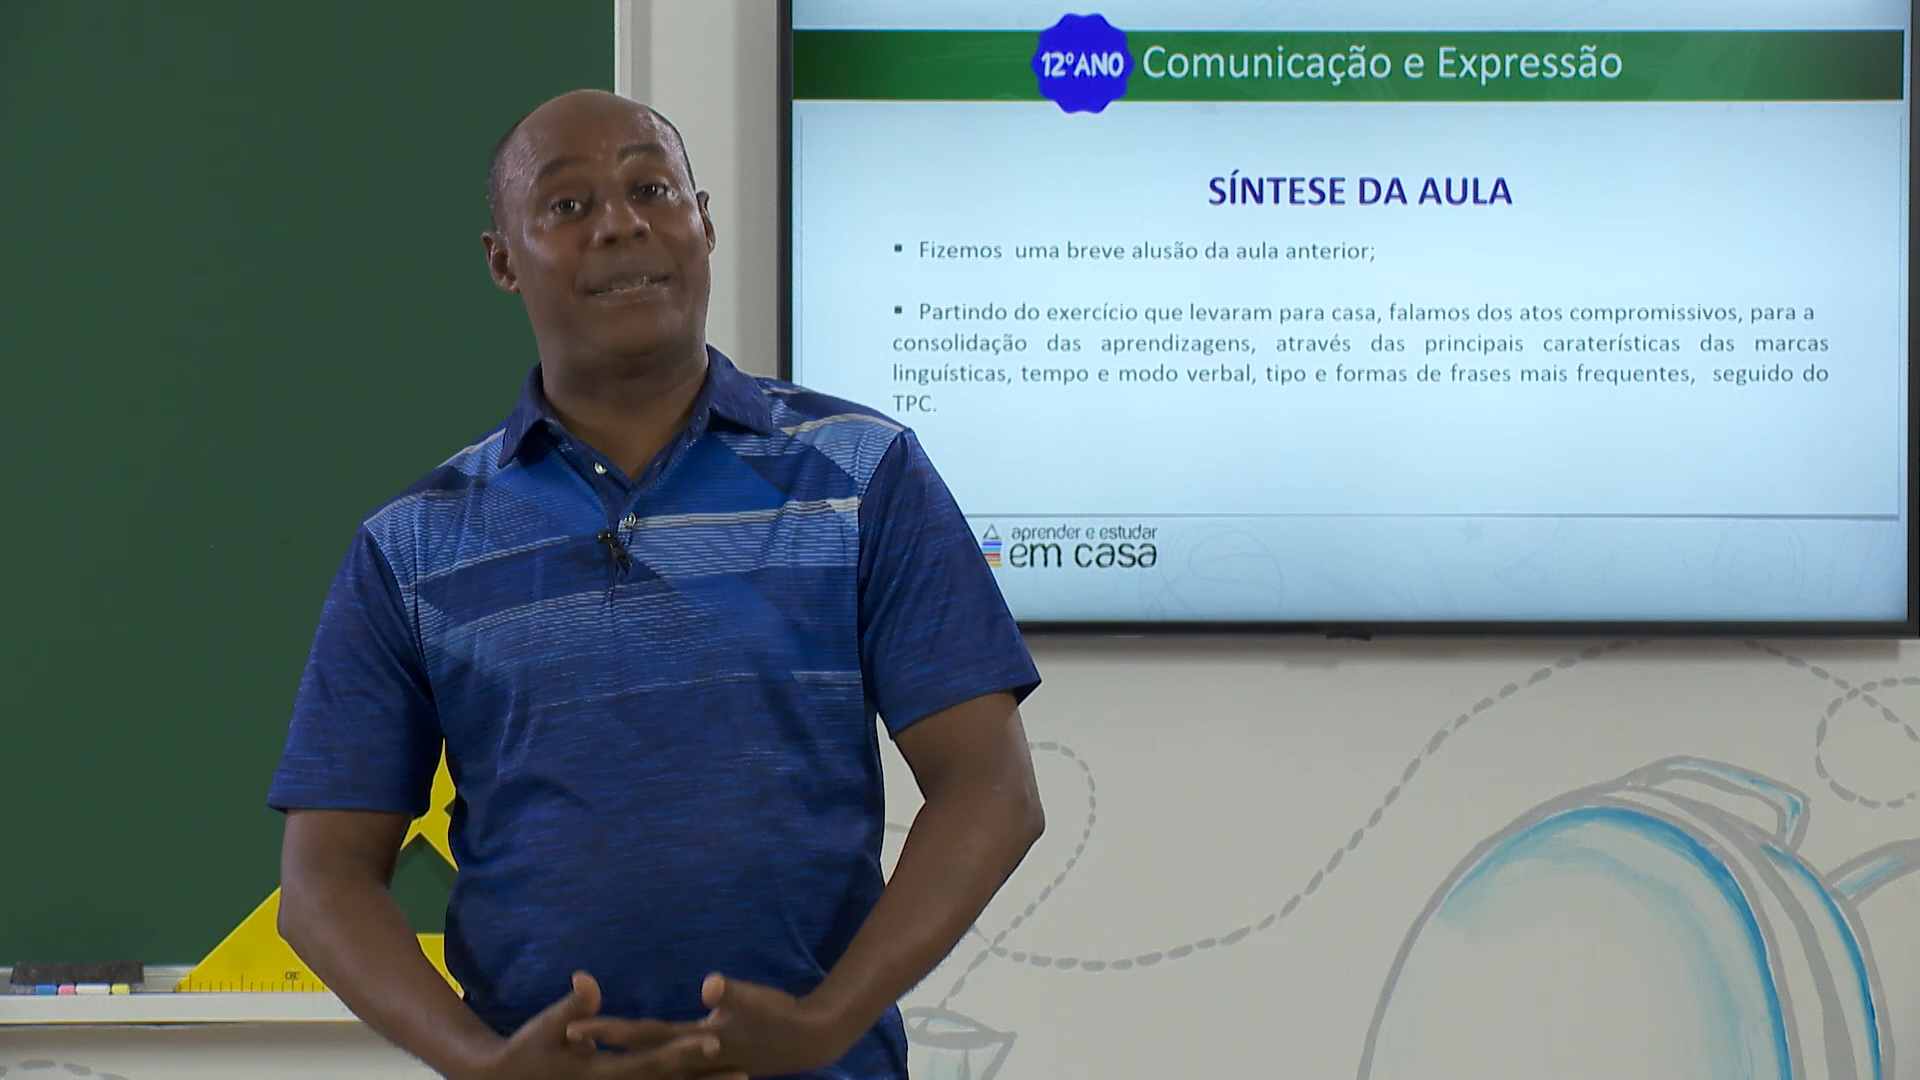 12ºANO Comunicação e Expressão
SÍNTESE DA AULA
▪ Fizemos uma breve alusão da aula anterior;
▪ Partindo do exercício que levaram para casa, falamos dos atos compromissivos, para a
consolidação das aprendizagens, através das principais caraterísticas das marcas
linguísticas, tempo e modo verbal, tipo e formas de frases mais frequentes, seguido do
TPC.
aprender e estudar
em casa